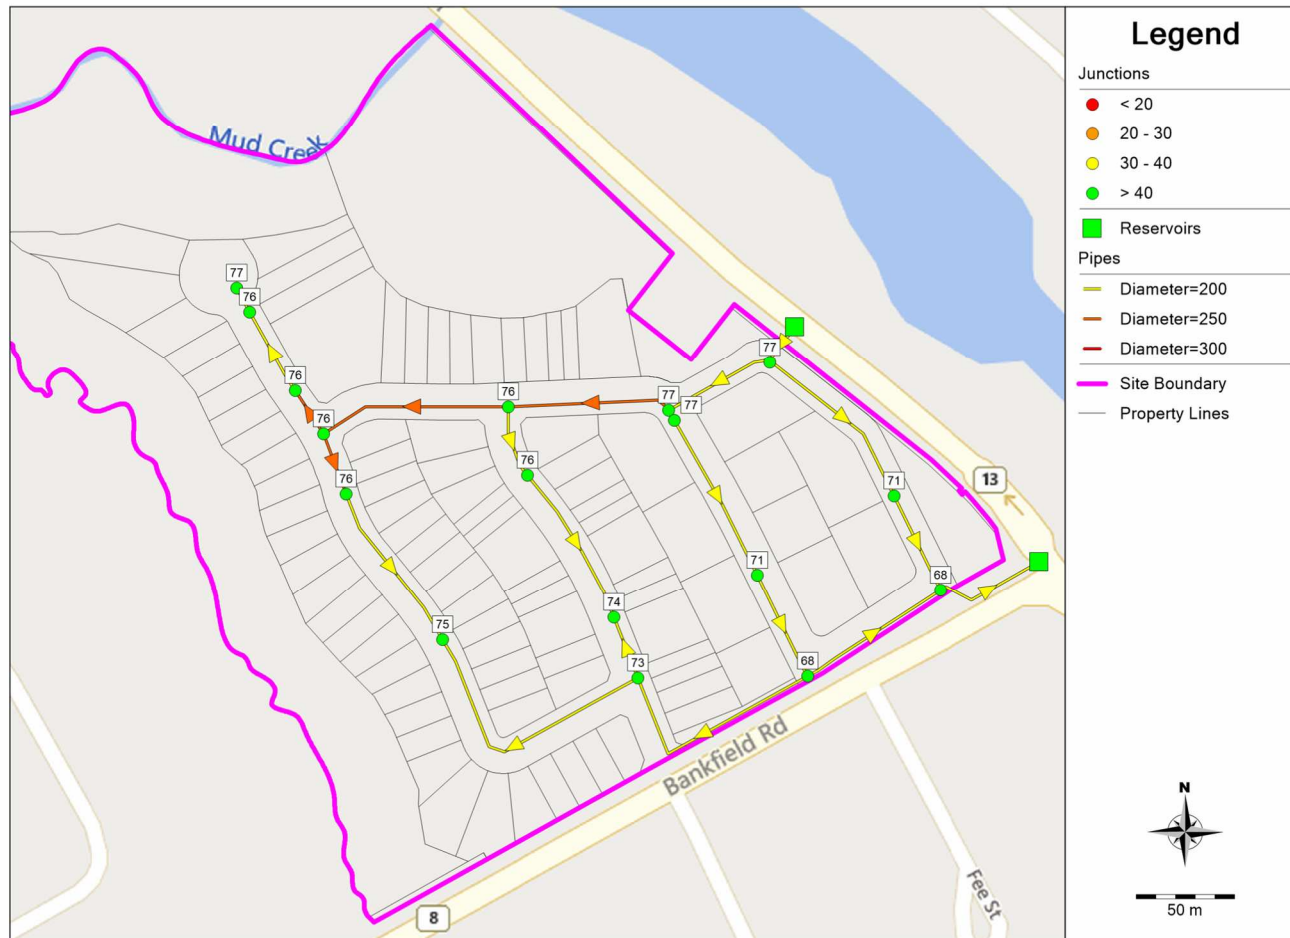 Mud Creek
77
76
76
76
76
75
76
76
74
73
77
77
71
68
77
71
68
13
Bankfield Rd
8
Fee St
Legend
Junctions
< 20
20 - 30
30 - 40
> 40
Reservoirs
Pipes
Diameter=200
Diameter=250
Diameter=300
Site Boundary
Property Lines
N
50 m